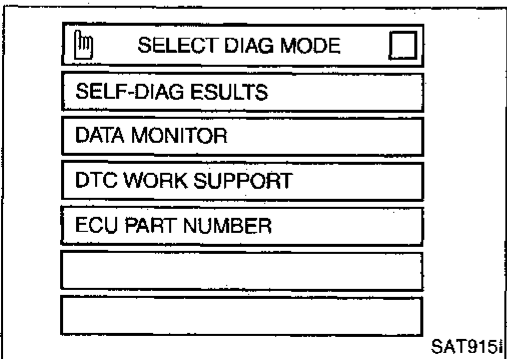 SELECT DIAG MODE
SELF-DIAG ESULTS
DATA MONITOR
DTC WORK SUPPORT
ECU PART NUMBER
SAT915I